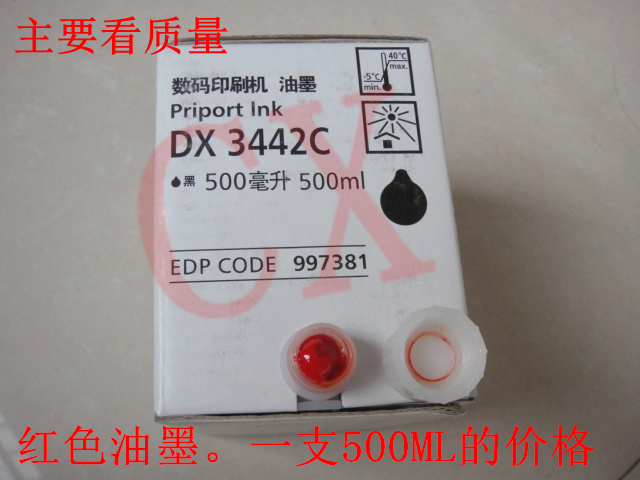 主要看质量
40℃
max.
-5℃
min.
数码印刷机 油墨
Priport Ink
DX 3442C
黑 500毫升 500ml
EDP CODE 997381
CX
红色油墨。一支500ML的价格